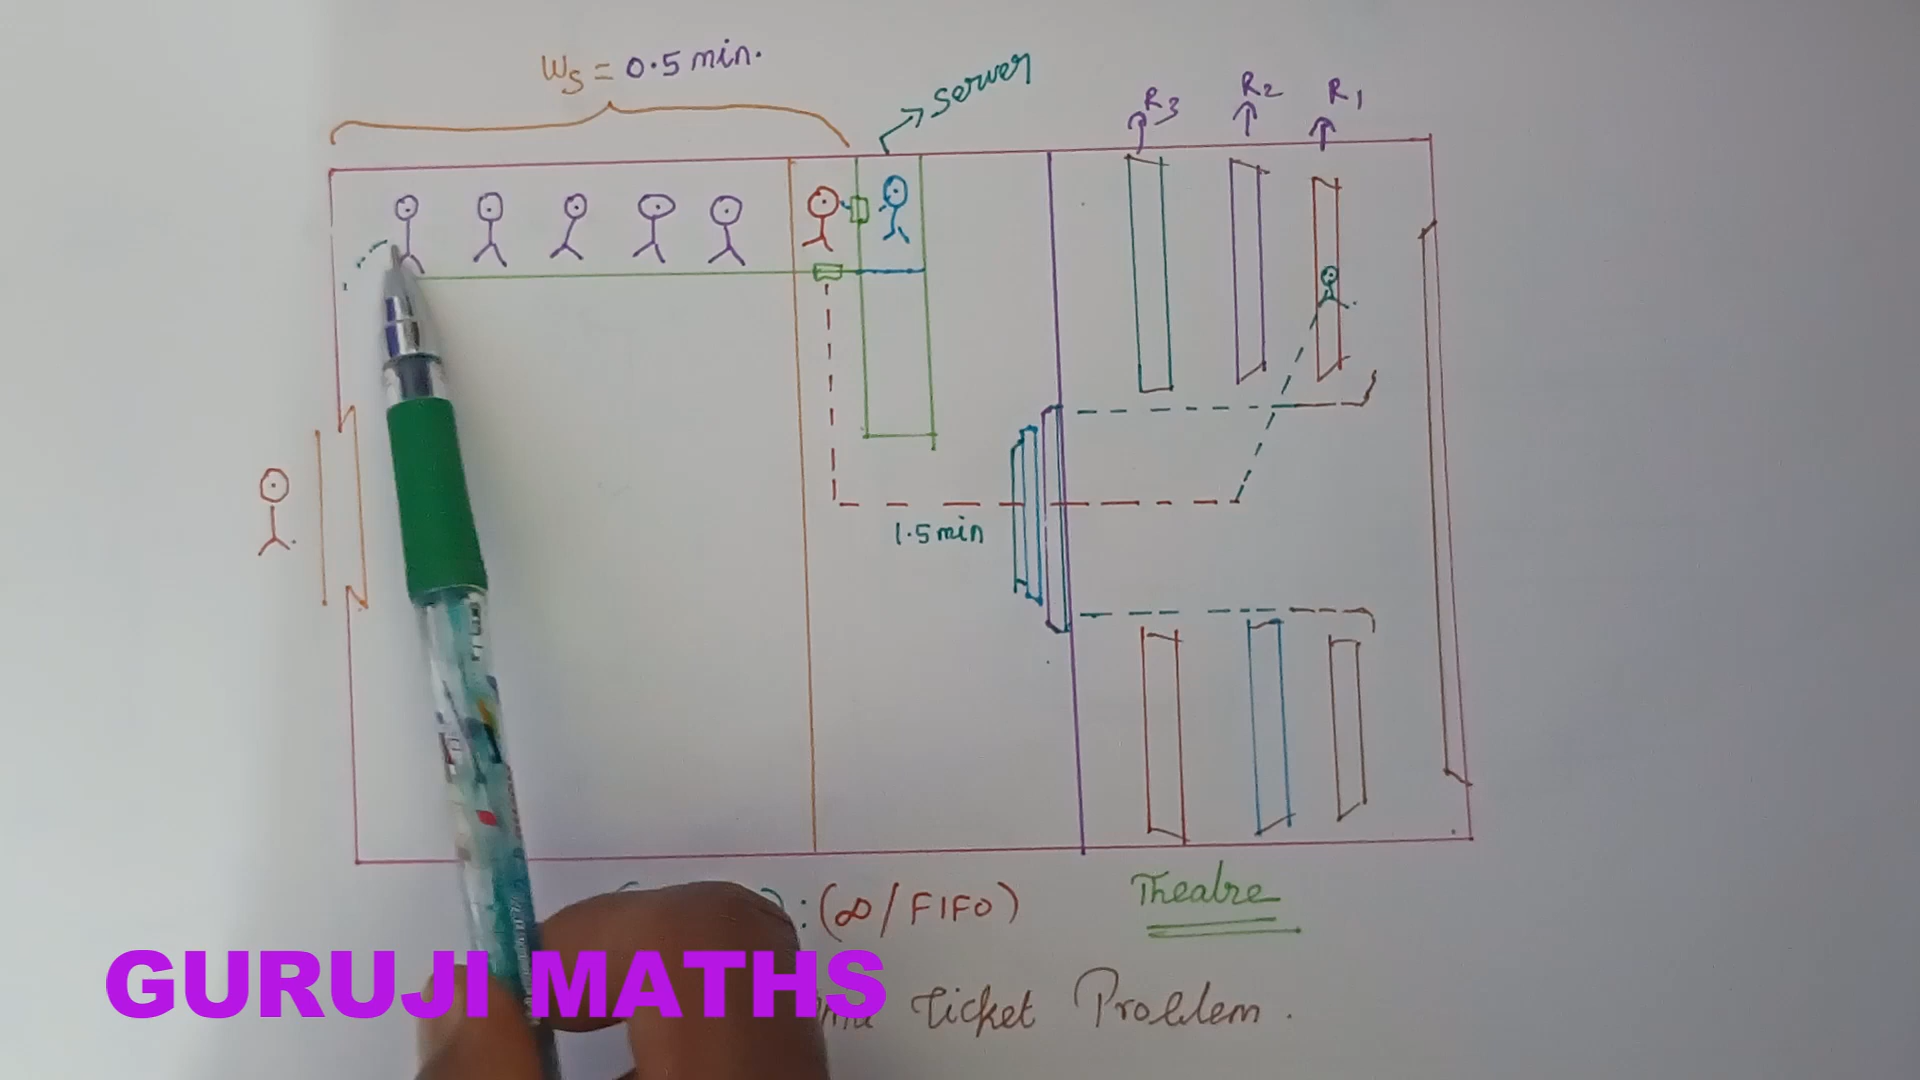 Ws = 0.5 min.
server
R3
R2
R1
1.5 min
: (∞/FIFO)
Theatre
Ticket Problem.
GURUJI MATHS